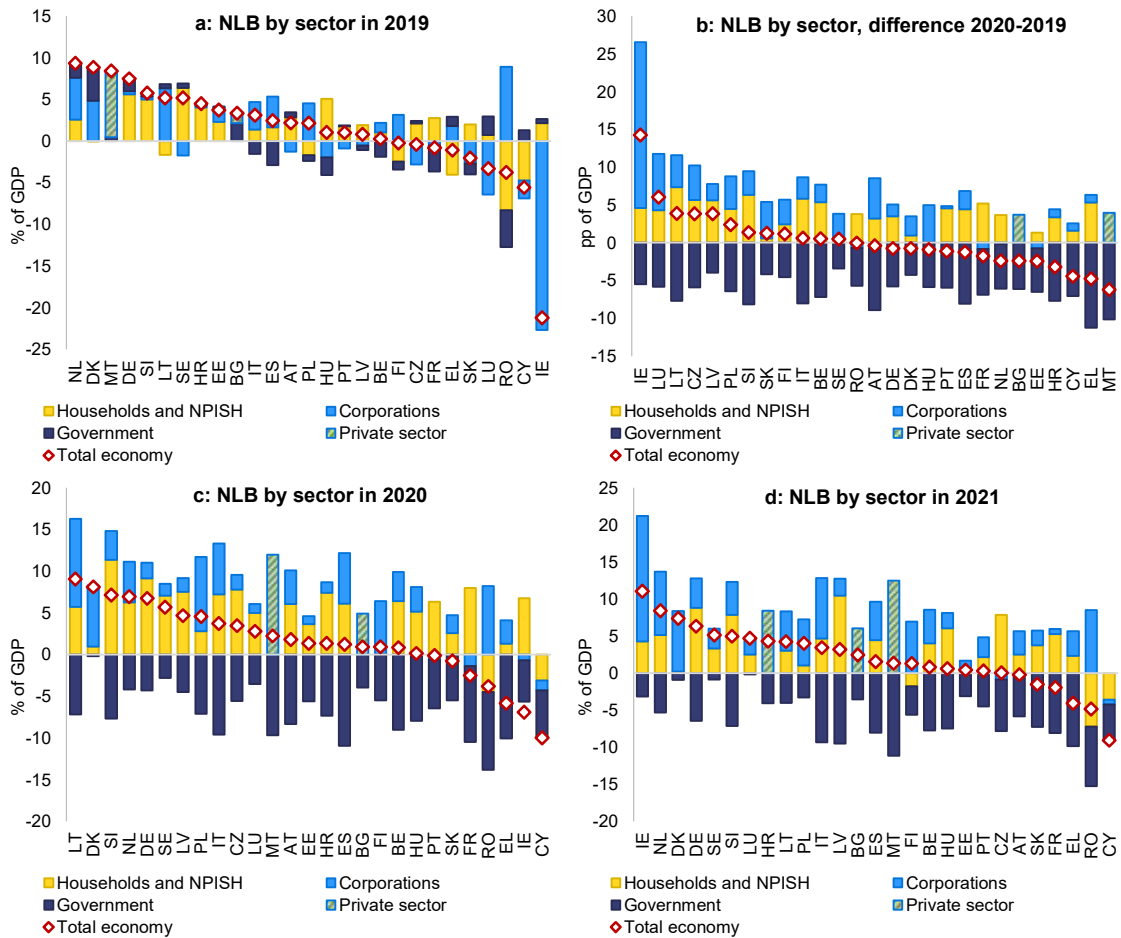 a: NLB by sector in 2019
% of GDP
15
10
5
0
-5
-10
-15
-20
-25
NL DK MT DE SI LT SE HR EE BG IT ES AT PL HU PT LV BE FI CZ FR EL SK LU RO CY IE
Households and NPISH Corporations
Government Private sector
Total economy
b: NLB by sector, difference 2020-2019
pp of GDP
30
25
20
15
10
5
0
-5
-10
-15
IE LU LT CZ LV PL SI SK FI IT BE SE RO AT DE DK HU PT ES FR NL BG EE HR CY EL MT
Households and NPISH Corporations
Government Private sector
Total economy
c: NLB by sector in 2020
% of GDP
20
15
10
5
0
-5
-10
-15
-20
LT DK SI NL DE SE LV PL IT CZ LU MT AT EE HR ES BG FI BE HU PT SK FR RO EL IE CY
Households and NPISH Corporations
Government Private sector
Total economy
d: NLB by sector in 2021
% of GDP
25
20
15
10
5
0
-5
-10
-15
-20
IE NL DK DE SE SI LU HR LT PL IT LV BG ES MT FI BE HU EE PT CZ AT SK FR EL RO CY
Households and NPISH Corporations
Government Private sector
Total economy